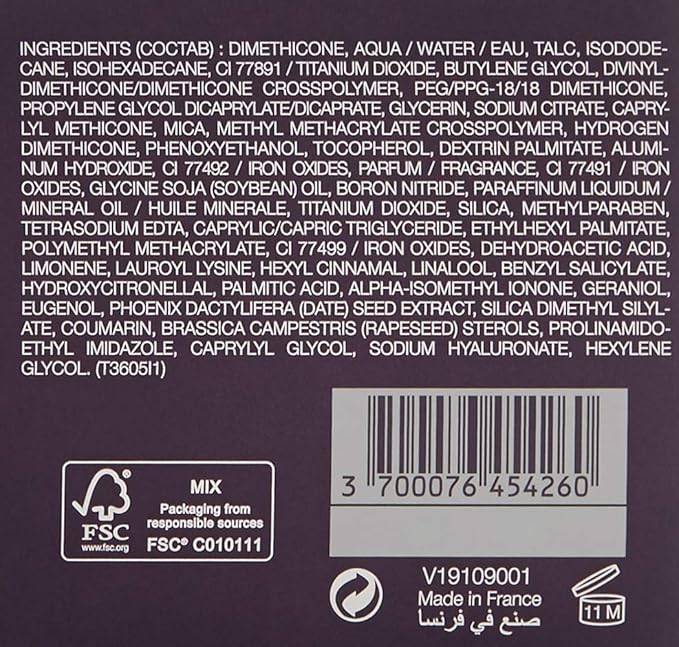 INGREDIENTS (СОСТАВ) : DIMETHICONE, AQUA / WATER / EAU, TALC, ISODODE-
CANE, ISOHEXADECANE, CI 77891 / TITANIUM DIOXIDE, BUTYLENE GLYCOL, DIVINYL-
DIMETHICONE/DIMETHICONE CROSSPOLYMER, PEG/PPG-18/18 DIMETHICONE,
PROPYLENE GLYCOL DICAPRYLATE/DICAPRATE, GLYCERIN, SODIUM CITRATE, CAPRY-
LYL METHICONE, MICA, METHYL METHACRYLATE CROSSPOLYMER, HYDROGEN
DIMETHICONE, PHENOXYETHANOL, TOCOPHEROL, DEXTRIN PALMITATE, ALUMI-
NUM HYDROXIDE, CI 77492 / IRON OXIDES, PARFUM / FRAGRANCE, CI 77491 / IRON
OXIDES, GLYCINE SOJA (SOYBEAN) OIL, BORON NITRIDE, PARAFFINUM LIQUIDUM /
MINERAL OIL / HUILE MINERALE, TITANIUM DIOXIDE, SILICA, METHYLPARABEN,
TETRASODIUM EDTA, CAPRYLIC/CAPRIC TRIGLYCERIDE, ETHYLHEXYL PALMITATE,
POLYMETHYL METHACRYLATE, CI 77499 / IRON OXIDES, DEHYDROACETIC ACID,
LIMONENE, LAUROYL LYSINE, HEXYL CINNAMAL, LINALOOL, BENZYL SALICYLATE,
HYDROXYCITRONELLAL, PALMITIC ACID, ALPHA-ISOMETHYL IONONE, GERANIOL,
EUGENOL, PHOENIX DACTYLIFERA (DATE) SEED EXTRACT, SILICA DIMETHYL SILYL-
ATE, COUMARIN, BRASSICA CAMPESTRIS (RAPESEED) STEROLS, PROLINAMIDO-
ETHYL IMIDAZOLE, CAPRYLYL GLYCOL, SODIUM HYALURONATE, HEXYLENE
GLYCOL. (T3605I1)
3 700076 454260
FSC
www.fsc.org
MIX
Packaging from
responsible sources
FSC® C010111
V19109001
Made in France
صنع في فرنسا
11 M